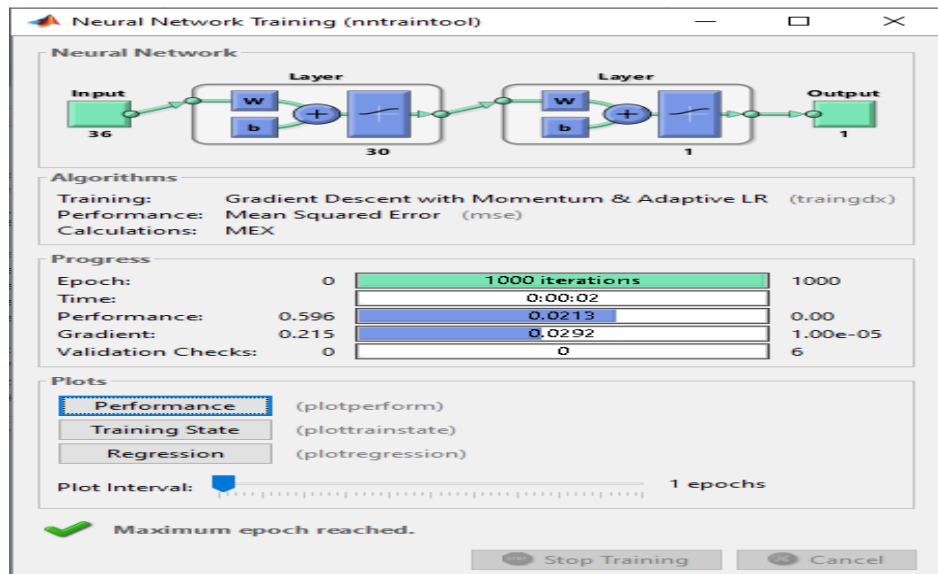 Neural Network Training (nntraintool)
Neural Network
Layer Layer
Input W W Output
b b
36 30 1 1
Algorithms
Training: Gradient Descent with Momentum & Adaptive LR (traingdx)
Performance: Mean Squared Error (mse)
Calculations: MEX
Progress
Epoch: 0 1000 iterations 1000
Time: 0:00:02
Performance: 0.596 0.0213 0.00
Gradient: 0.215 0.0292 1.00e-05
Validation Checks: 0 0 6
Plots
Performance (plotperform)
Training State (plottrainstate)
Regression (plotregression)
Plot Interval: 1 epochs
Maximum epoch reached.
Stop Training Cancel